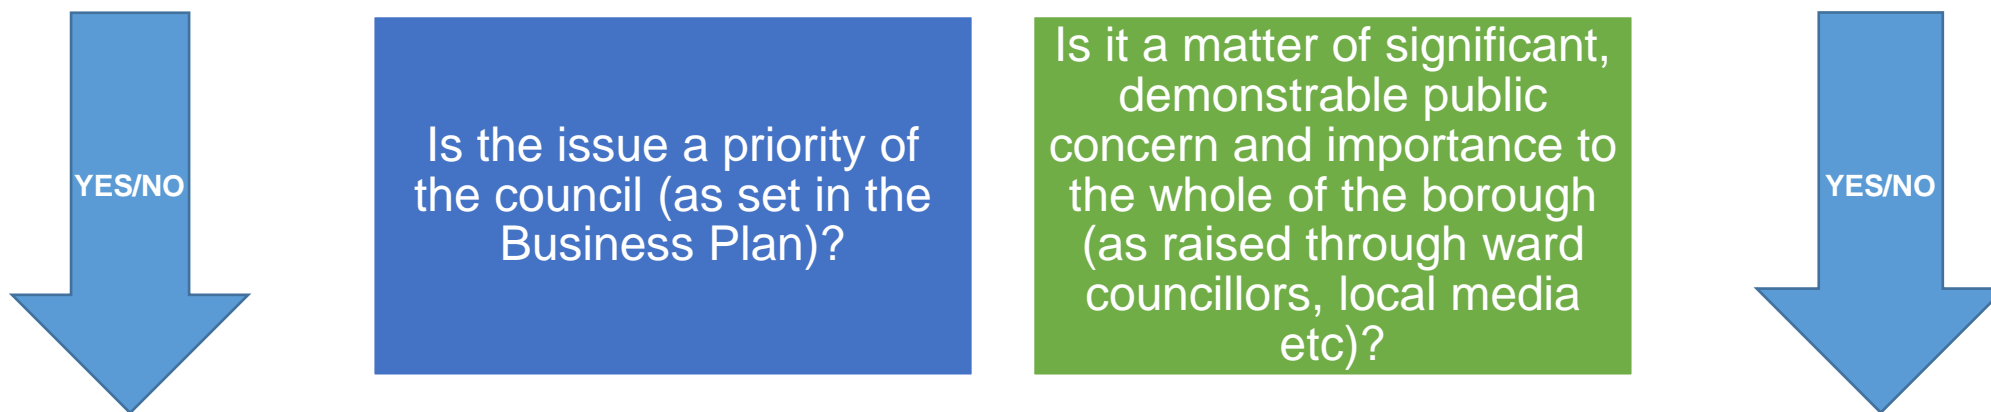 YES/NO
Is the issue a priority of
the council (as set in the
Business Plan)?
Is it a matter of significant,
demonstrable public
concern and importance to
the whole of the borough
(as raised through ward
councillors, local media
etc)?
YES/NO